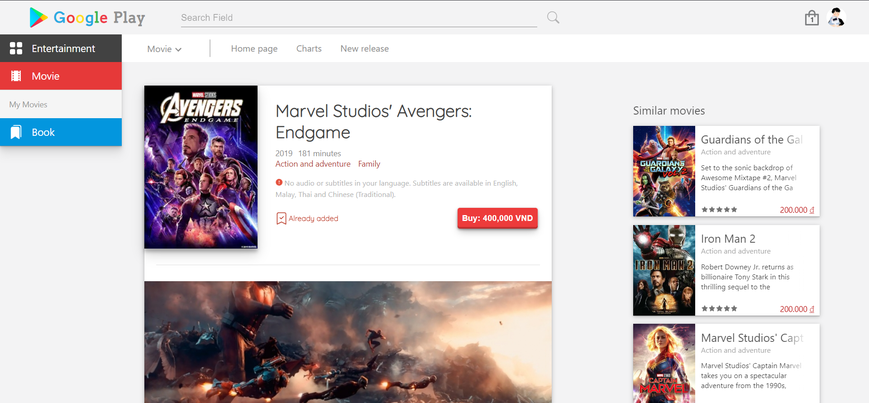 Google Play
Search Field
1
Entertainment
Movie
My Movies
Book
Movie
Home page
Charts
New release
MARVEL STUDIOS
AVENGERS
ENDGAME
Marvel Studios' Avengers:
Endgame
2019 181 minutes
Action and adventure Family
No audio or subtitles in your language. Subtitles are available in English,
Malay, Thai and Chinese (Traditional).
Already added
Buy: 400,000 VND
Similar movies
GUARDIANS
GALAXY
Guardians of the Gal
Action and adventure
Set to the sonic backdrop of
Awesome Mixtape #2, Marvel
Studios' Guardians of the Ga
200.000 ₫
IRON MAN 2
Iron Man 2
Action and adventure
Robert Downey Jr. returns as
billionaire Tony Stark in this
thrilling sequel to the
200.000 ₫
CAPTAIN
MARVEL
Marvel Studios' Capt
Action and adventure
Marvel Studios' Captain Marvel
takes you on a spectacular
adventure from the 1990s,